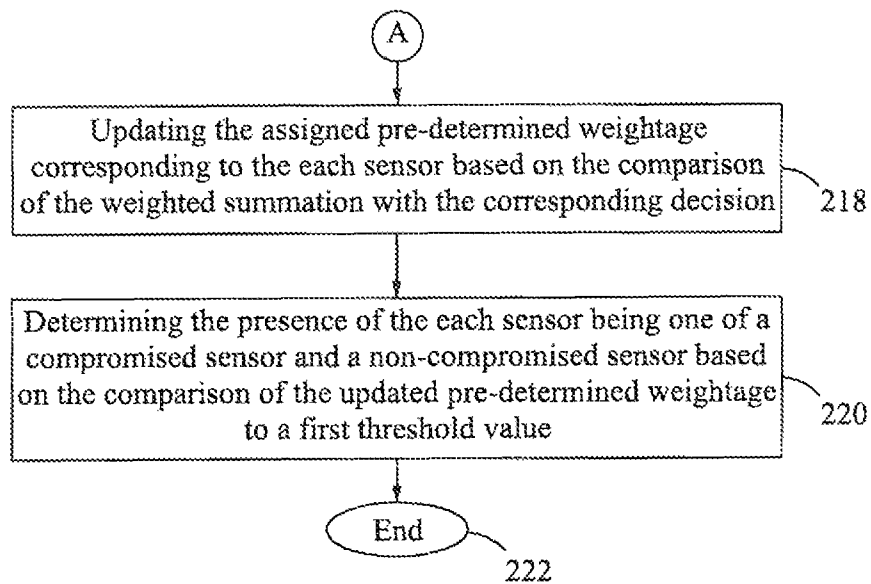 A
Updating the assigned pre-determined weightage
corresponding to the each sensor based on the comparison
of the weighted summation with the corresponding decision
218
Determining the presence of the each sensor being one of a
compromised sensor and a non-compromised sensor based
on the comparison of the updated pre-determined weightage
to a first threshold value
220
End
222